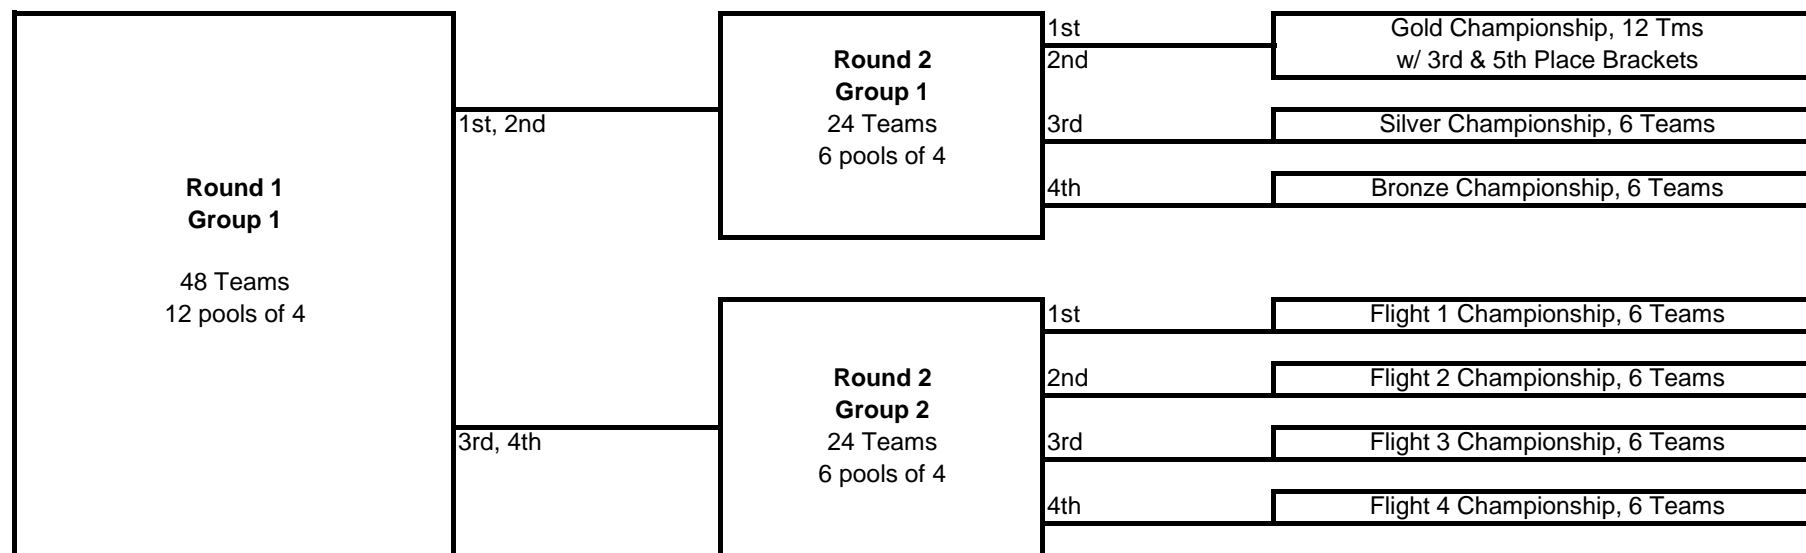 Round 1
Group 1
48 Teams
12 pools of 4
1st, 2nd
3rd, 4th
Round 2
Group 1
24 Teams
6 pools of 4
1st
2nd
3rd
4th
Gold Championship, 12 Tms
w/ 3rd & 5th Place Brackets
Silver Championship, 6 Teams
Bronze Championship, 6 Teams
Round 2
Group 2
24 Teams
6 pools of 4
1st
2nd
3rd
4th
Flight 1 Championship, 6 Teams
Flight 2 Championship, 6 Teams
Flight 3 Championship, 6 Teams
Flight 4 Championship, 6 Teams